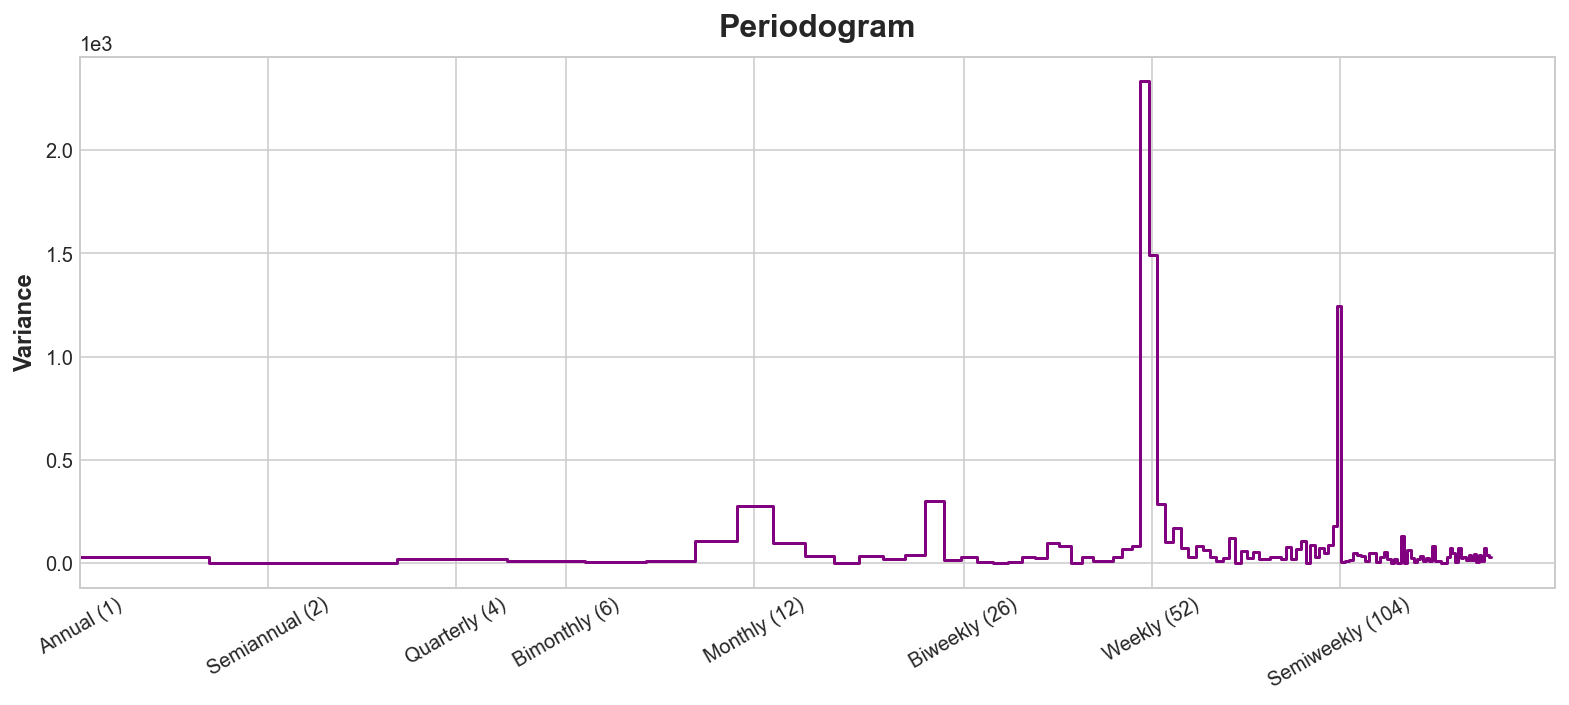 Periodogram
1e3
2.0
1.5
1.0
0.5
0.0
Variance
Annual (1)
Semiannual (2)
Quarterly (4)
Bimonthly (6)
Monthly (12)
Biweekly (26)
Weekly (52)
Semiweekly (104)